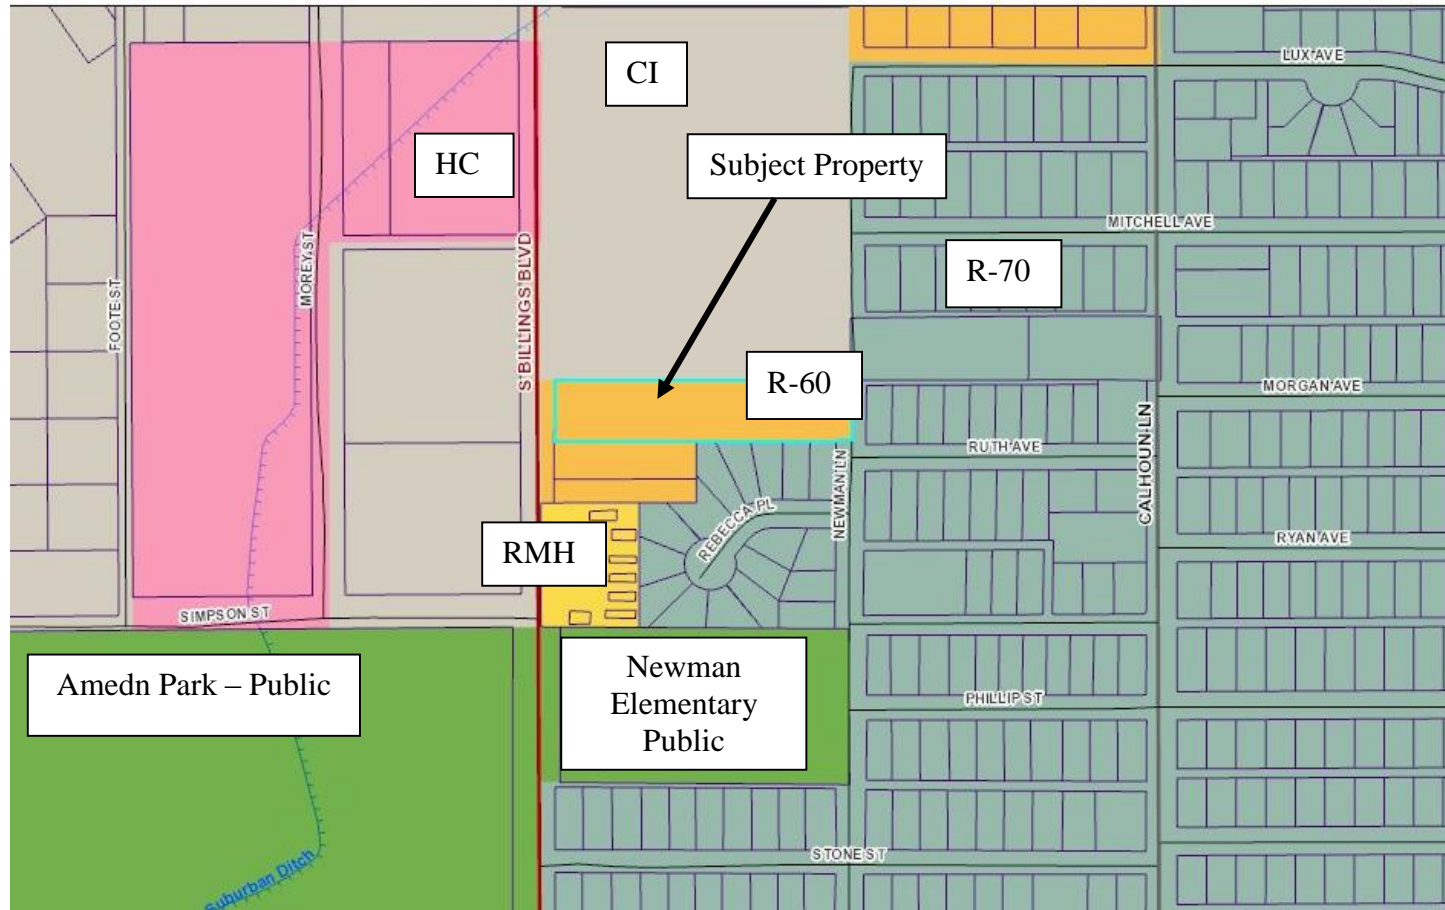 LUX AVE
CI
HC
Subject Property
MITCHELL AVE
R-70
FOOTE ST
MOREY ST
S BILLINGS BLVD
R-60
MORGAN AVE
RUTH AVE
CALHOUN LN
NEWMAN LN
REBECCA PL
RYAN AVE
RMH
SIMPSON ST
Amedn Park – Public
Newman
Elementary
Public
PHILLIP ST
STONE ST
Suburban Ditch